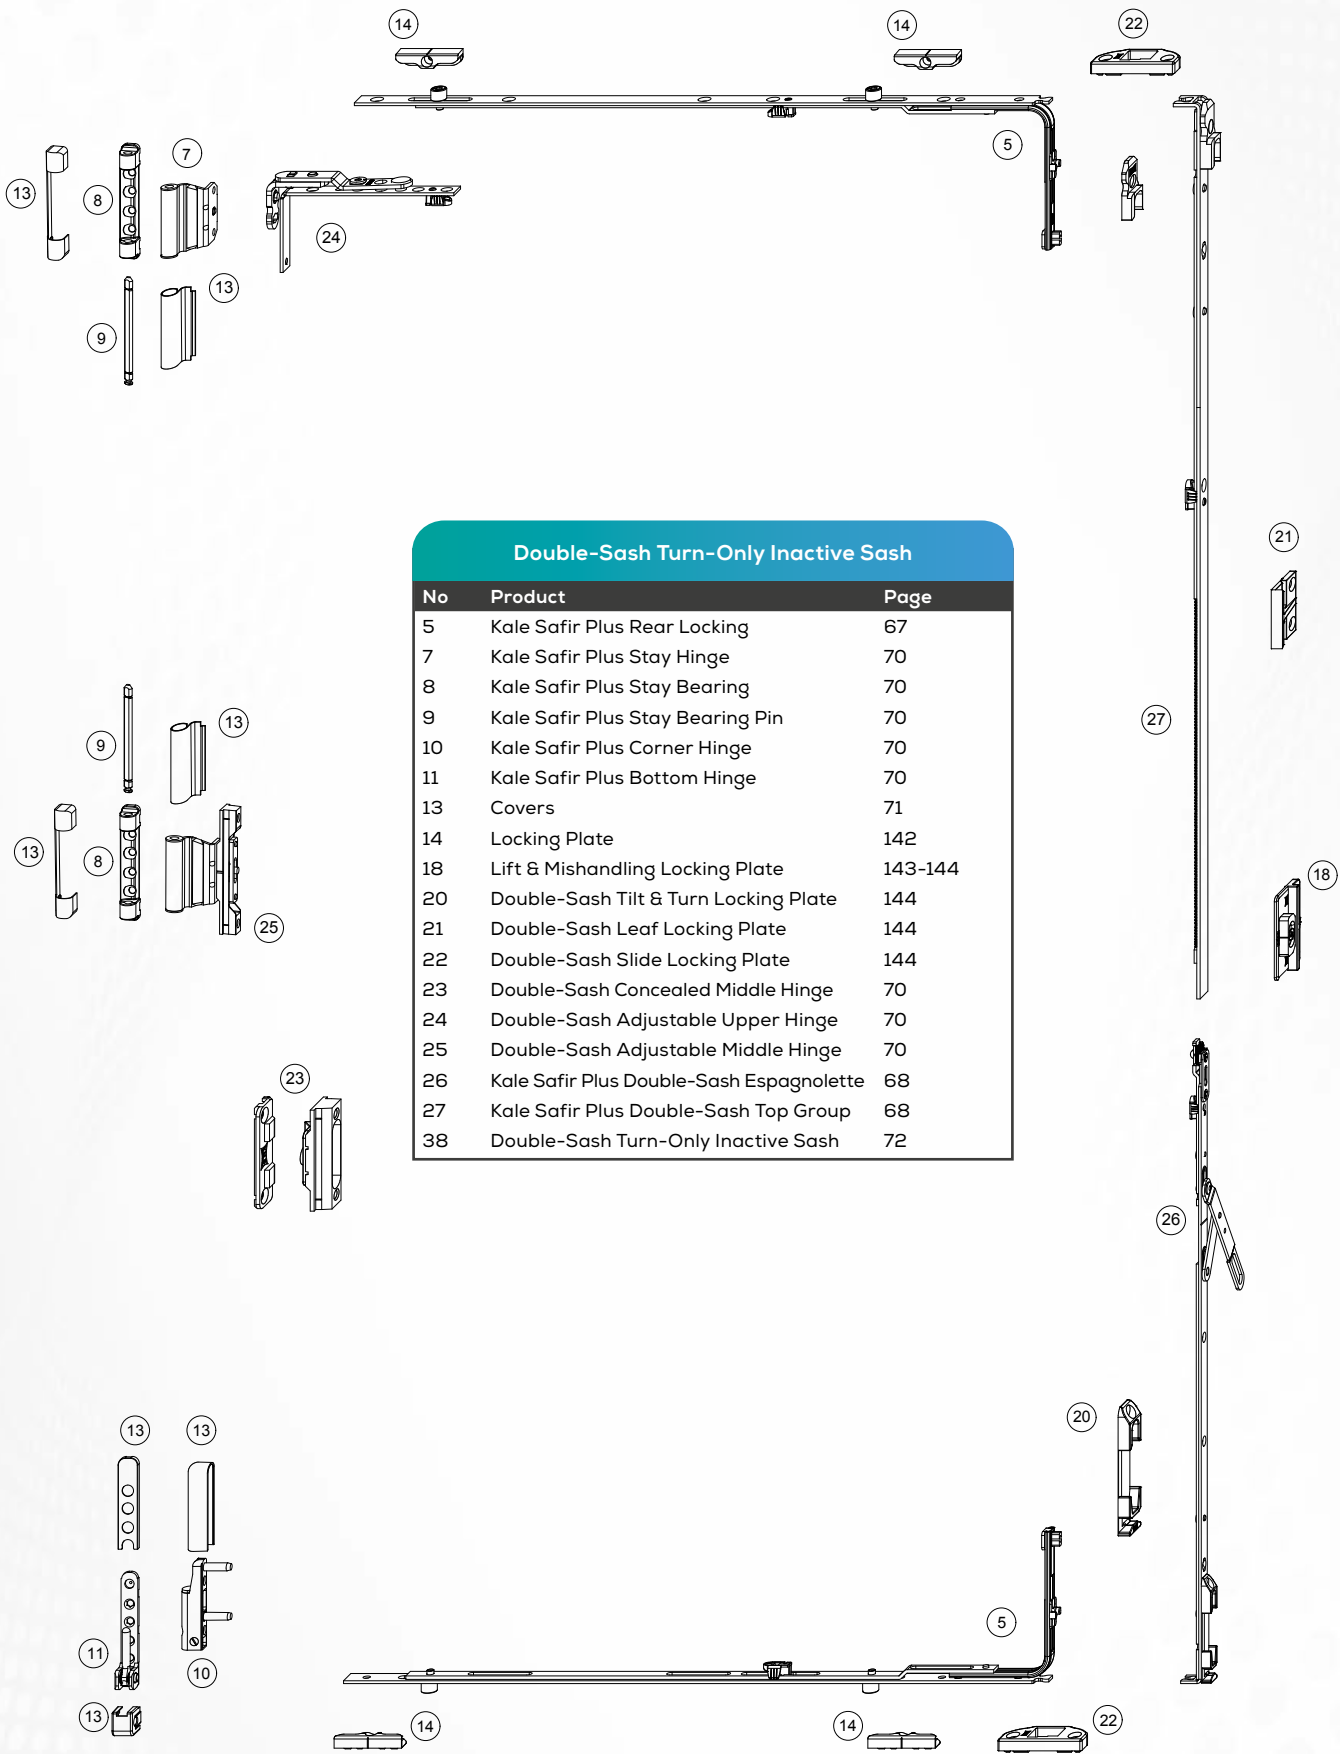 14
14
22
5
7
13
8
24
13
9
21
Double-Sash Turn-Only Inactive Sash
No Product Page
5 Kale Safir Plus Rear Locking 67
7 Kale Safir Plus Stay Hinge 70
8 Kale Safir Plus Stay Bearing 70
9 Kale Safir Plus Stay Bearing Pin 70
10 Kale Safir Plus Corner Hinge 70
11 Kale Safir Plus Bottom Hinge 70
13 Covers 71
14 Locking Plate 142
18 Lift & Mishandling Locking Plate 143-144
20 Double-Sash Tilt & Turn Locking Plate 144
21 Double-Sash Leaf Locking Plate 144
22 Double-Sash Slide Locking Plate 144
23 Double-Sash Concealed Middle Hinge 70
24 Double-Sash Adjustable Upper Hinge 70
25 Double-Sash Adjustable Middle Hinge 70
26 Kale Safir Plus Double-Sash Espagnolette 68
27 Kale Safir Plus Double-Sash Top Group 68
38 Double-Sash Turn-Only Inactive Sash 72
27
13
9
13
8
18
25
23
26
20
13
13
5
11
10
13
14
14
22